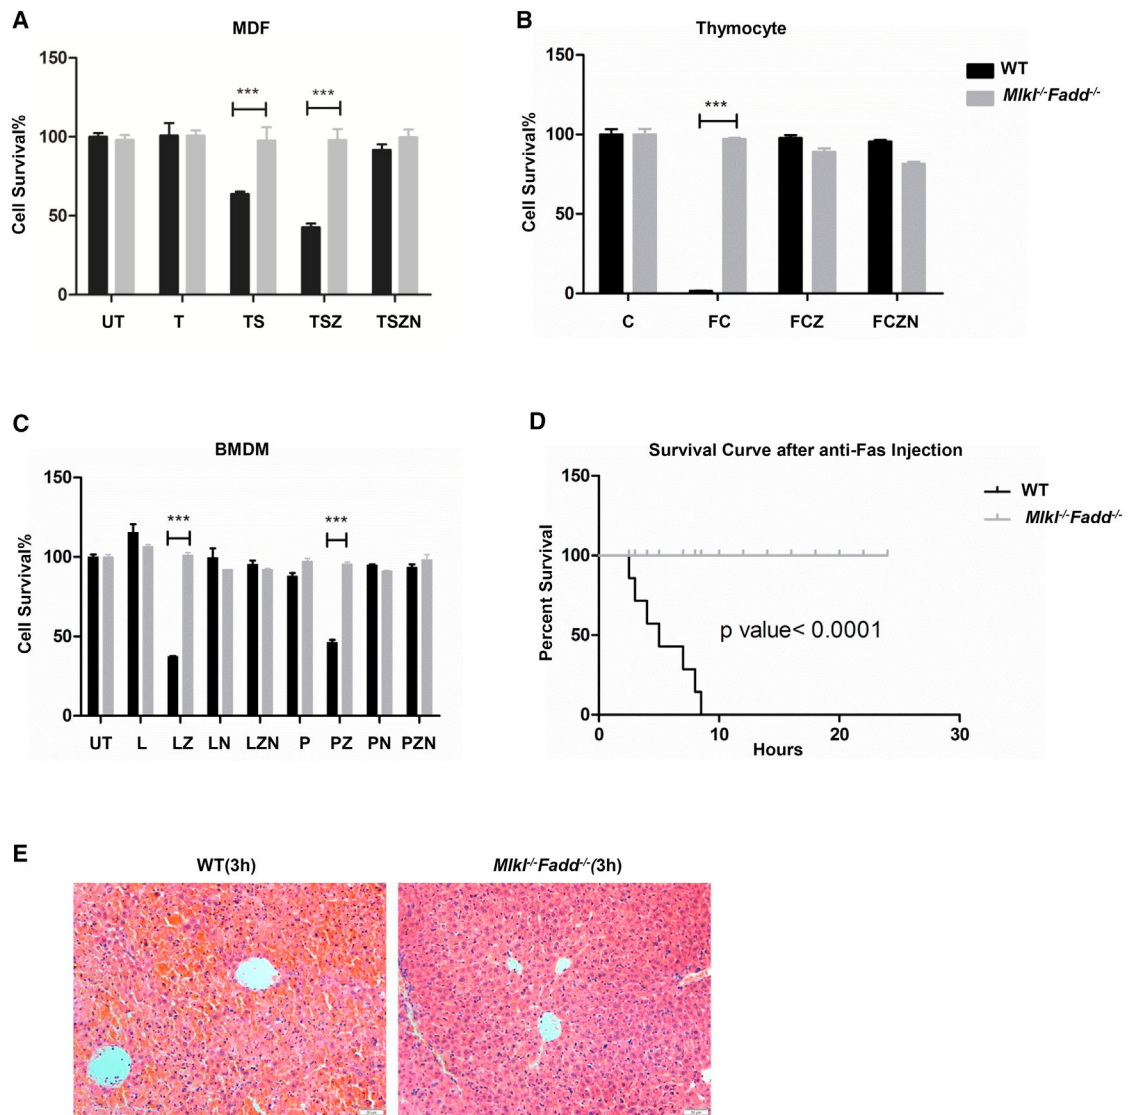 A
MDF
150
100
50
0
Cell Survival%
***
***
UT T TS TSZ TSZN
B
Thymocyte
150
100
50
0
Cell Survival%
***
C FC FCZ FCZN
WT
Mlkl-/-Fadd-/-
C
BMDM
150
100
50
0
Cell Survival%
***
***
UT L LZ LN LZN P PZ PN PZN
D
Survival Curve after anti-Fas Injection
150
100
50
0
Percent Survival
p value< 0.0001
0 10 20 30
Hours
WT
Mlkl-/-Fadd-/-
E
WT(3h)
Mlkl-/-Fadd-/-(3h)